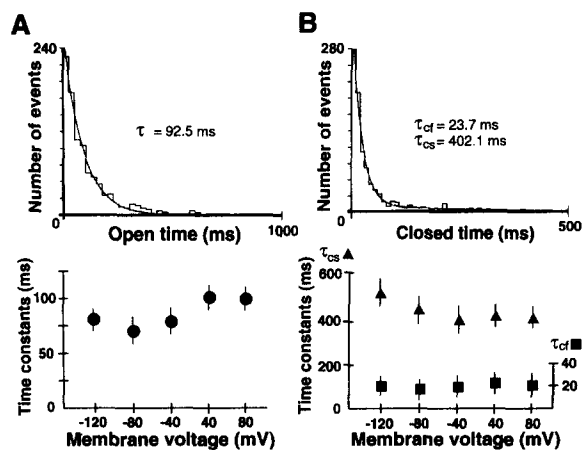 A
240
Number of events
τ = 92.5 ms
0
1000
Open time (ms)
B
280
Number of events
τcf = 23.7 ms
τcs = 402.1 ms
0
500
Closed time (ms)
Time constants (ms)
100
50
0
-120 -80 -40 40 80
Membrane voltage (mV)
τcs ▲
Time constants (ms)
600
400
200
0
τcf ■
40
20
-120 -80 -40 40 80
Membrane voltage (mV)